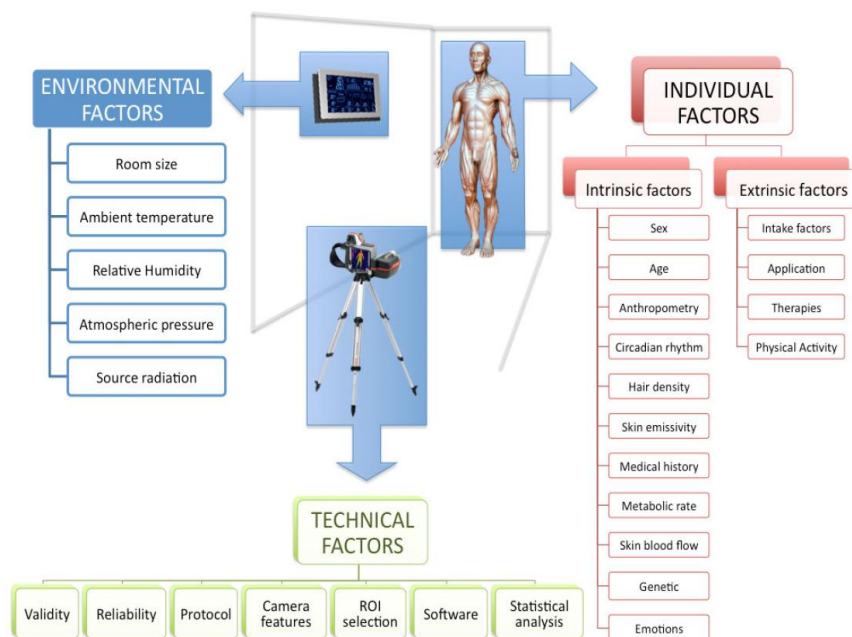 ENVIRONMENTAL
FACTORS
Room size
Ambient temperature
Relative Humidity
Atmospheric pressure
Source radiation
INDIVIDUAL
FACTORS
Intrinsic factors
Sex
Age
Anthropometry
Circadian rhythm
Hair density
Skin emissivity
Medical history
Metabolic rate
Skin blood flow
Genetic
Emotions
Extrinsic factors
Intake factors
Application
Therapies
Physical Activity
TECHNICAL
FACTORS
Validity
Reliability
Protocol
Camera
features
ROI
selection
Software
Statistical
analysis